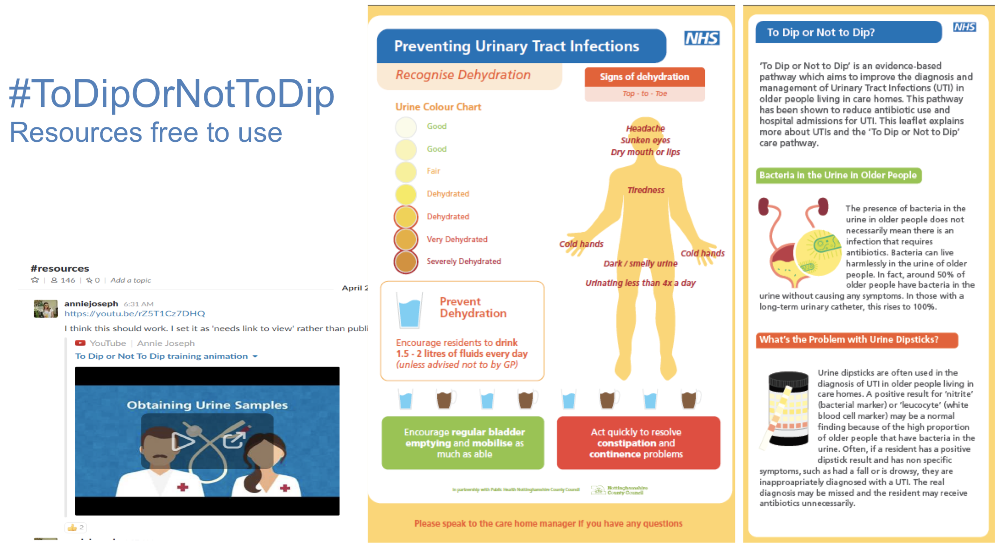 #ToDipOrNotToDip
Resources free to use
#resources
146 | 0 | Add a topic
April 2
anniejoseph 6:31 AM
https://youtu.be/rZ5T1Cz7DHQ
I think this should work. I set it as 'needs link to view' rather than publi
YouTube | Annie Joseph
To Dip or Not To Dip training animation
Obtaining Urine Samples
2
Preventing Urinary Tract Infections
NHS
Recognise Dehydration
Signs of dehydration
Top - to - Toe
Urine Colour Chart
Good
Good
Fair
Dehydrated
Dehydrated
Very Dehydrated
Severely Dehydrated
Headache
Sunken eyes
Dry mouth or lips
Tiredness
Cold hands
Cold hands
Dark / smelly urine
Urinating less than 4x a day
Prevent
Dehydration
Encourage residents to drink
1.5 - 2 litres of fluids every day
(unless advised not to by GP)
Encourage regular bladder
emptying and mobilise as
much as able
Act quickly to resolve
constipation and
continence problems
In partnership with Public Health Nottinghamshire County Council
Nottinghamshire
County Council
Please speak to the care home manager if you have any questions
To Dip or Not to Dip?
NHS
'To Dip or Not to Dip' is an evidence-based
pathway which aims to improve the diagnosis and
management of Urinary Tract Infections (UTI) in
older people living in care homes. This pathway
has been shown to reduce antibiotic use and
hospital admissions for UTI. This leaflet explains
more about UTIs and the 'To Dip or Not to Dip'
care pathway.
Bacteria in the Urine in Older People
The presence of bacteria in the
urine in older people does not
necessarily mean there is an
infection that requires
antibiotics. Bacteria can live
harmlessly in the urine of older
people. In fact, around 50% of
older people have bacteria in the
urine without causing any symptoms. In those with a
long-term urinary catheter, this rises to 100%.
What's the Problem with Urine Dipsticks?
Urine dipsticks are often used in the
diagnosis of UTI in older people living in
care homes. A positive result for 'nitrite'
(bacterial marker) or 'leucocyte' (white
blood cell marker) may be a normal
finding because of the high proportion
of older people that have bacteria in the
urine. Often, if a resident has a positive
dipstick result and has non specific
symptoms, such as had a fall or is drowsy, they are
inapproapriately diagnosed with a UTI. The real
diagnosis may be missed and the resident may receive
antibiotics unnecessarily.